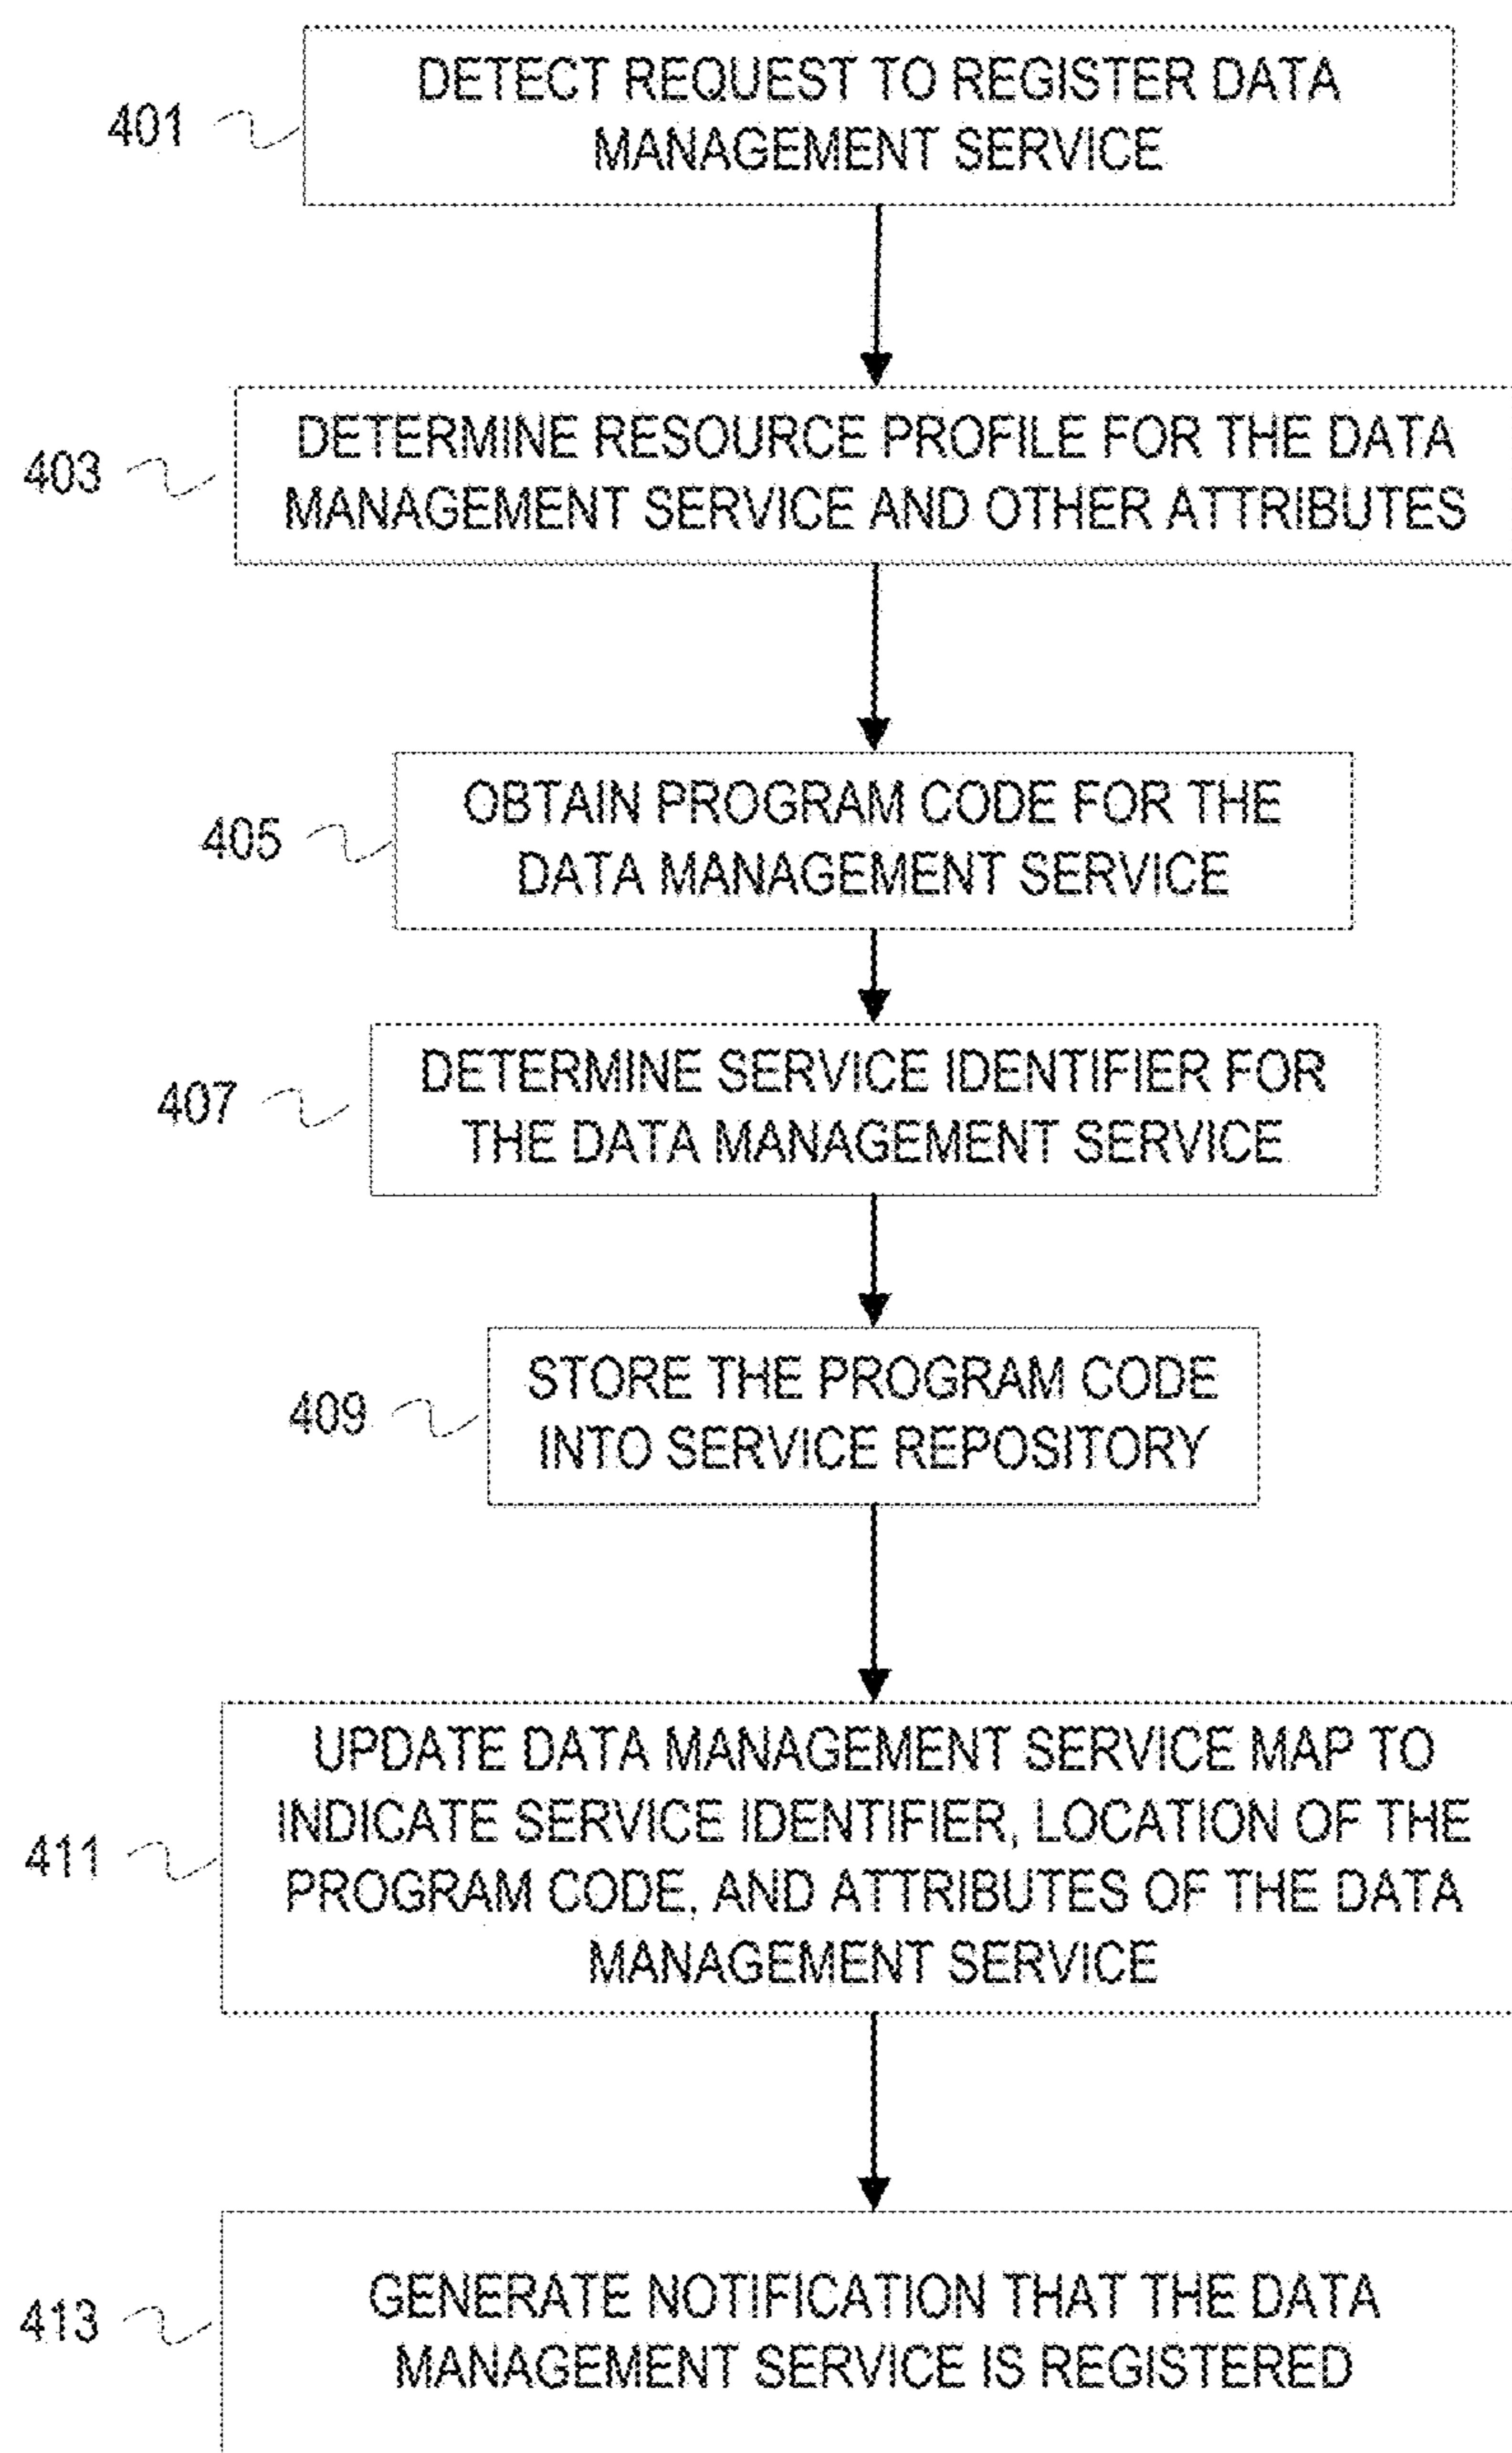 DETECT REQUEST TO REGISTER DATA
MANAGEMENT SERVICE
401
DETERMINE RESOURCE PROFILE FOR THE DATA
MANAGEMENT SERVICE AND OTHER ATTRIBUTES
403
OBTAIN PROGRAM CODE FOR THE
DATA MANAGEMENT SERVICE
405
DETERMINE SERVICE IDENTIFIER FOR
THE DATA MANAGEMENT SERVICE
407
STORE THE PROGRAM CODE
INTO SERVICE REPOSITORY
409
UPDATE DATA MANAGEMENT SERVICE MAP TO
INDICATE SERVICE IDENTIFIER, LOCATION OF THE
PROGRAM CODE, AND ATTRIBUTES OF THE DATA
MANAGEMENT SERVICE
411
GENERATE NOTIFICATION THAT THE DATA
MANAGEMENT SERVICE IS REGISTERED
413